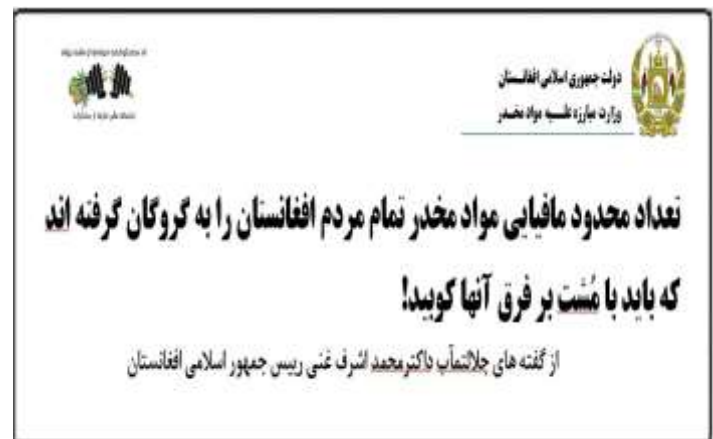 دولت جمهوری اسلامی افغانستان
وزارت مبارزه علیه مواد مخدر
تعداد محدود مافیایی مواد مخدر تمام مردم افغانستان را به گروگان گرفته اند
که باید با مُشت بر فرق آنها کوبید!
از گفته های جلالتمآب داکترمحمد اشرف غنی رییس جمهور اسلامی افغانستان